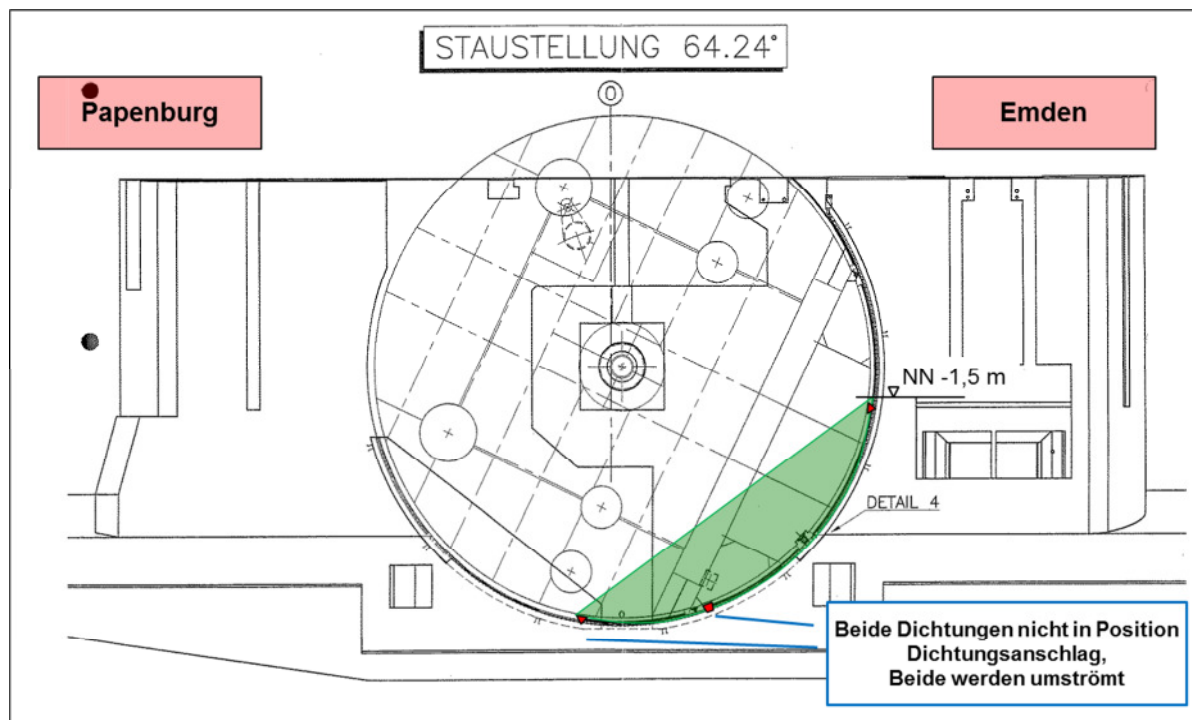 STAUSTELLUNG 64.24°
Papenburg
Emden
0
NN -1,5 m
DETAIL 4
0
Beide Dichtungen nicht in Position
Dichtungsanschlag,
Beide werden umströmt